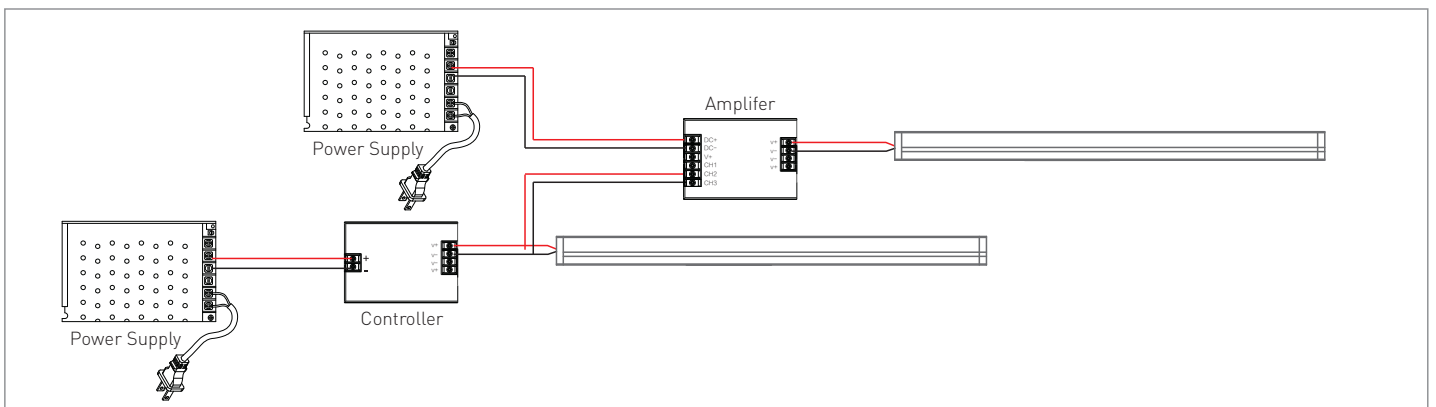 Amplifer
Power Supply
DC+
DC-
V+
CH1
CH2
CH3
V+
V-
V-
V+
+
-
V+
V-
V-
V+
Controller
Power Supply